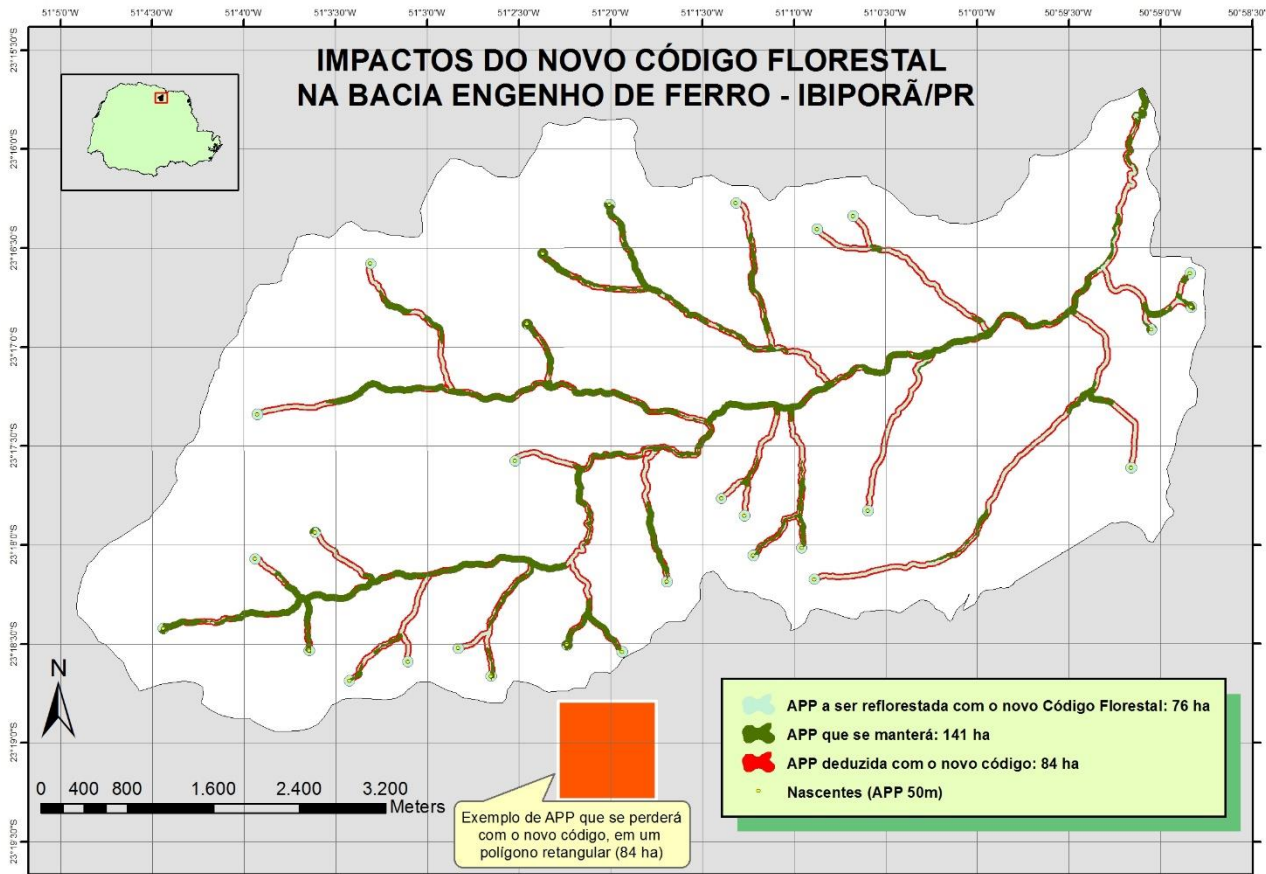 51°5'0"W 51°4'30"W 51°4'0"W 51°3'30"W 51°3'0"W 51°2'30"W 51°2'0"W 51°1'30"W 51°1'0"W 51°0'30"W 51°0'0"W 50°59'30"W 50°59'0"W 50°58'30"W
IMPACTOS DO NOVO CÓDIGO FLORESTAL
NA BACIA ENGENHO DE FERRO - IBIPORÃ/PR
23°15'30"S
23°16'0"S
23°16'30"S
23°17'0"S
23°17'30"S
23°18'0"S
23°18'30"S
23°19'0"S
23°19'30"S
N
0 400 800 1.600 2.400 3.200
Meters
Exemplo de APP que se perderá
com o novo código, em um
polígono retangular (84 ha)
APP a ser reflorestada com o novo Código Florestal: 76 ha
APP que se manterá: 141 ha
APP deduzida com o novo código: 84 ha
Nascentes (APP 50m)